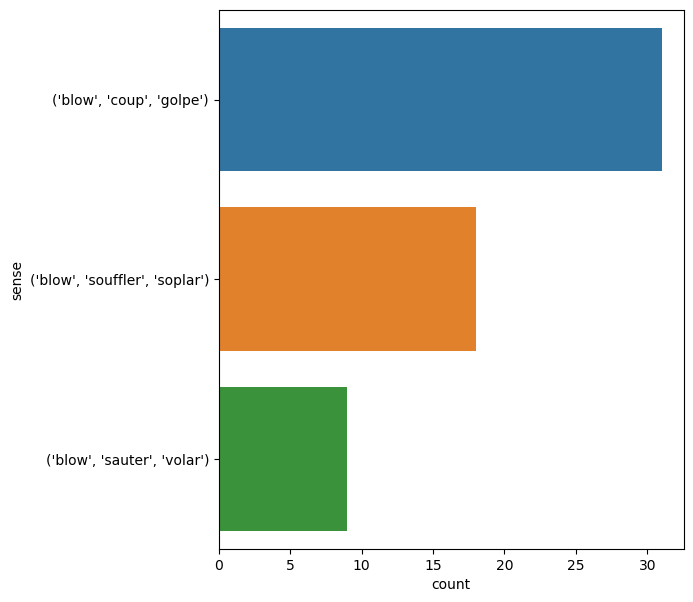 ('blow', 'coup', 'golpe')
('blow', 'souffler', 'soplar')
('blow', 'sauter', 'volar')
sense
0 5 10 15 20 25 30
count